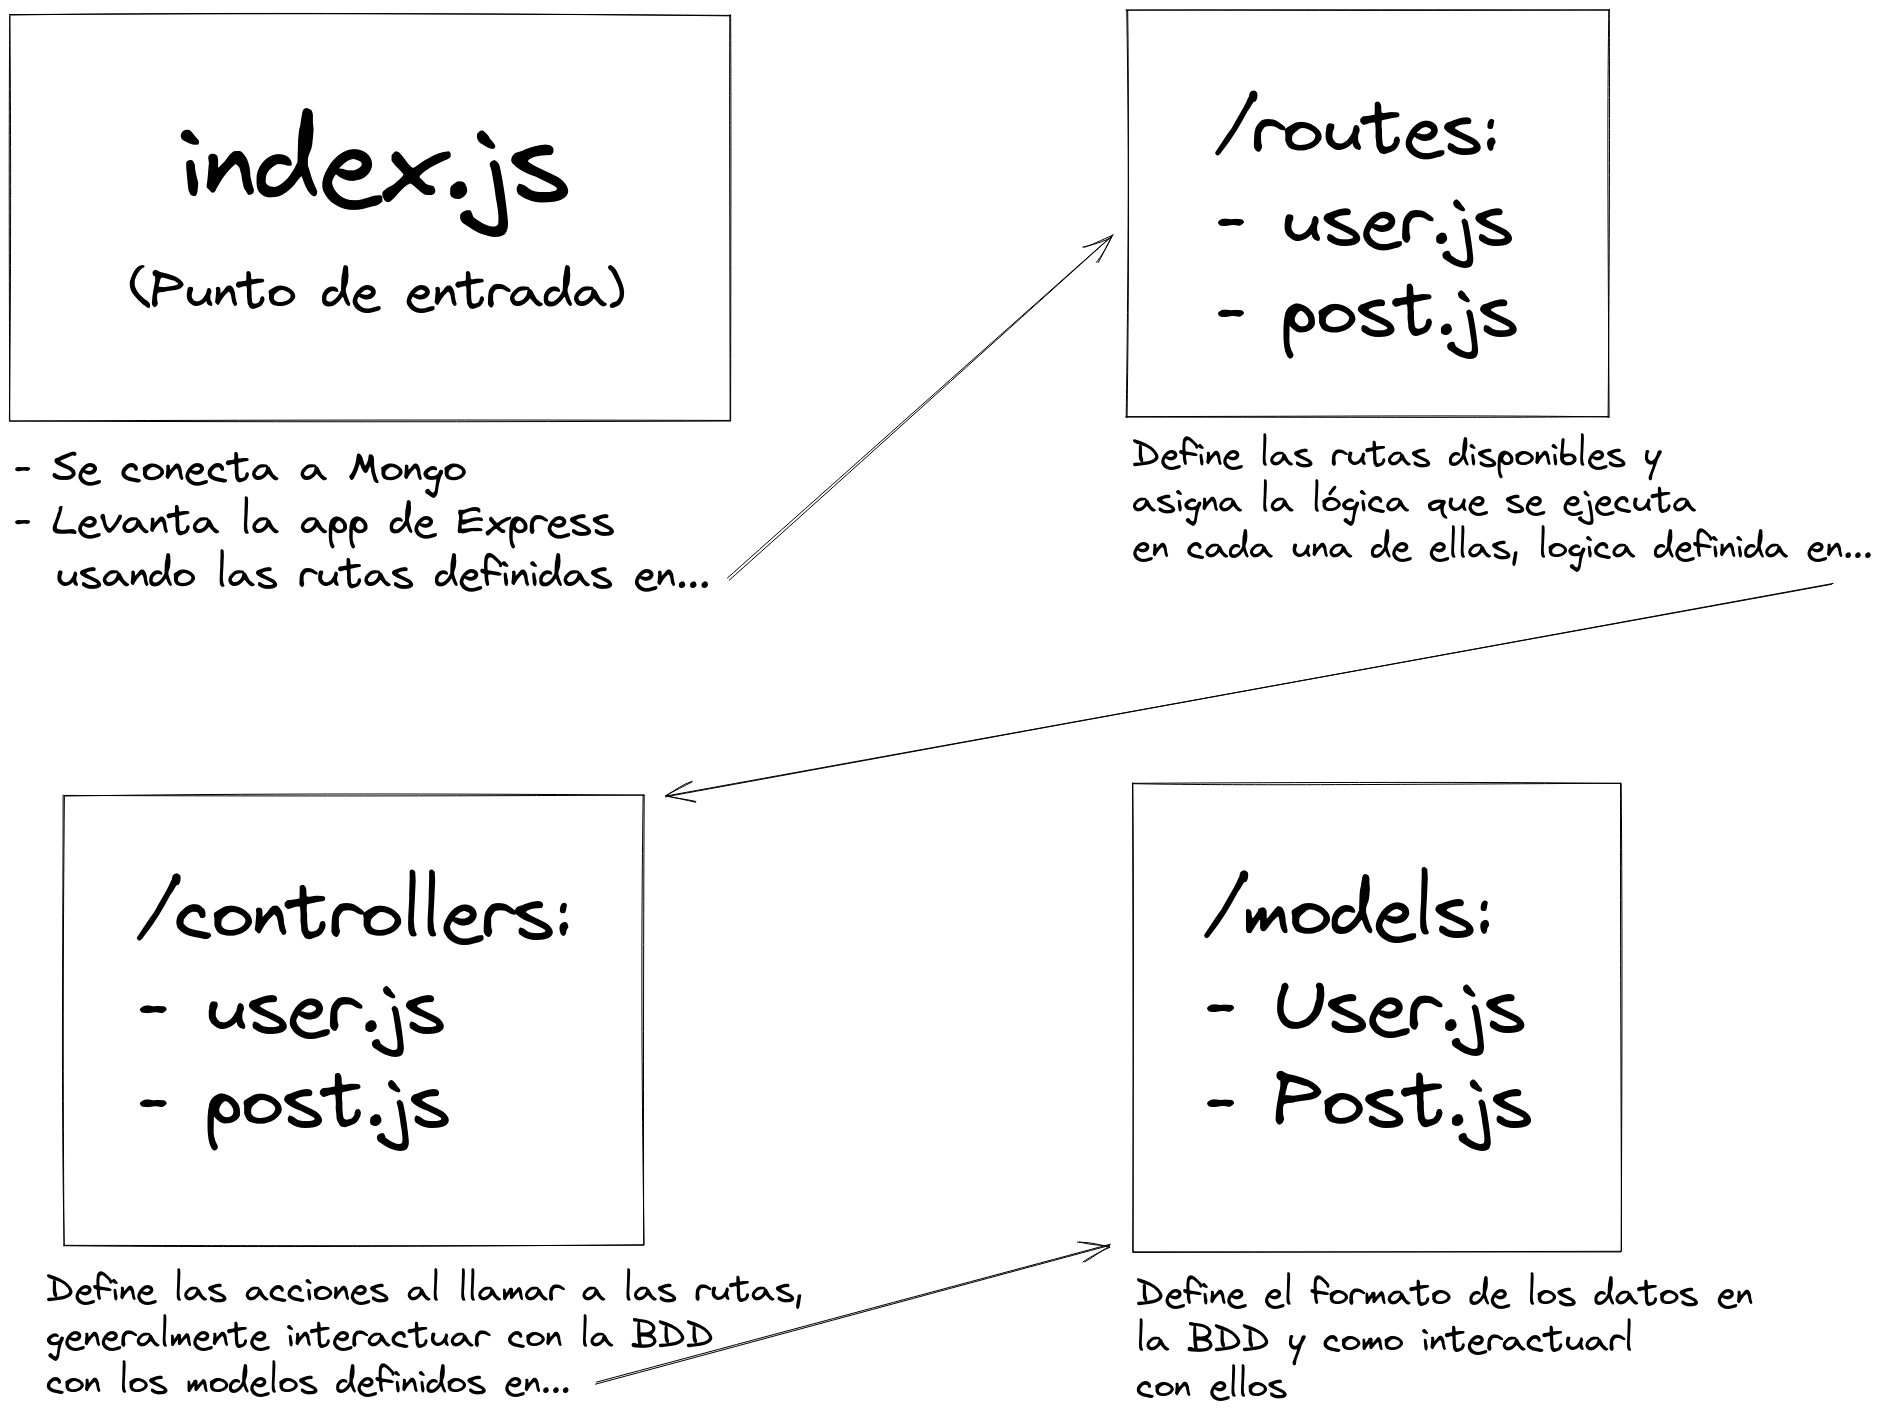 index.js
(Punto de entrada)
- Se conecta a Mongo
- Levanta la app de Express
usando las rutas definidas en...
/routes:
- user.js
- post.js
Define las rutas disponibles y
asigna la lógica que se ejecuta
en cada una de ellas, logica definida en...
/controllers:
- user.js
- post.js
Define las acciones al llamar a las rutas,
generalmente interactuar con la BDD
con los modelos definidos en...
/models:
- User.js
- Post.js
Define el formato de los datos en
la BDD y como interactuarl
con ellos